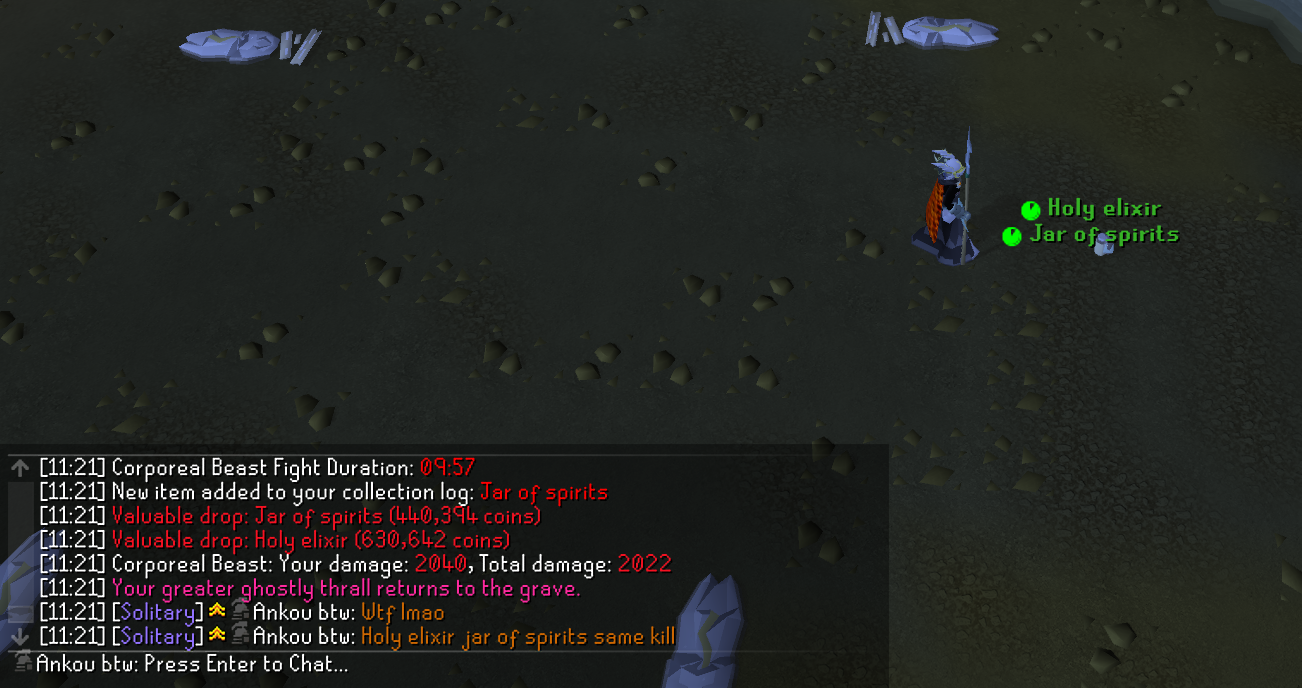 Holy elixir
Jar of spirits
[11:21] Corporeal Beast Fight Duration: 09:57
[11:21] New item added to your collection log: Jar of spirits
[11:21] Valuable drop: Jar of spirits (440,394 coins)
[11:21] Valuable drop: Holy elixir (630,642 coins)
[11:21] Corporeal Beast: Your damage: 2040, Total damage: 2022
[11:21] Your greater ghostly thrall returns to the grave.
[11:21] [Solitary] Ankou btw: Wtf lmao
[11:21] [Solitary] Ankou btw: Holy elixir jar of spirits same kill
Ankou btw: Press Enter to Chat...